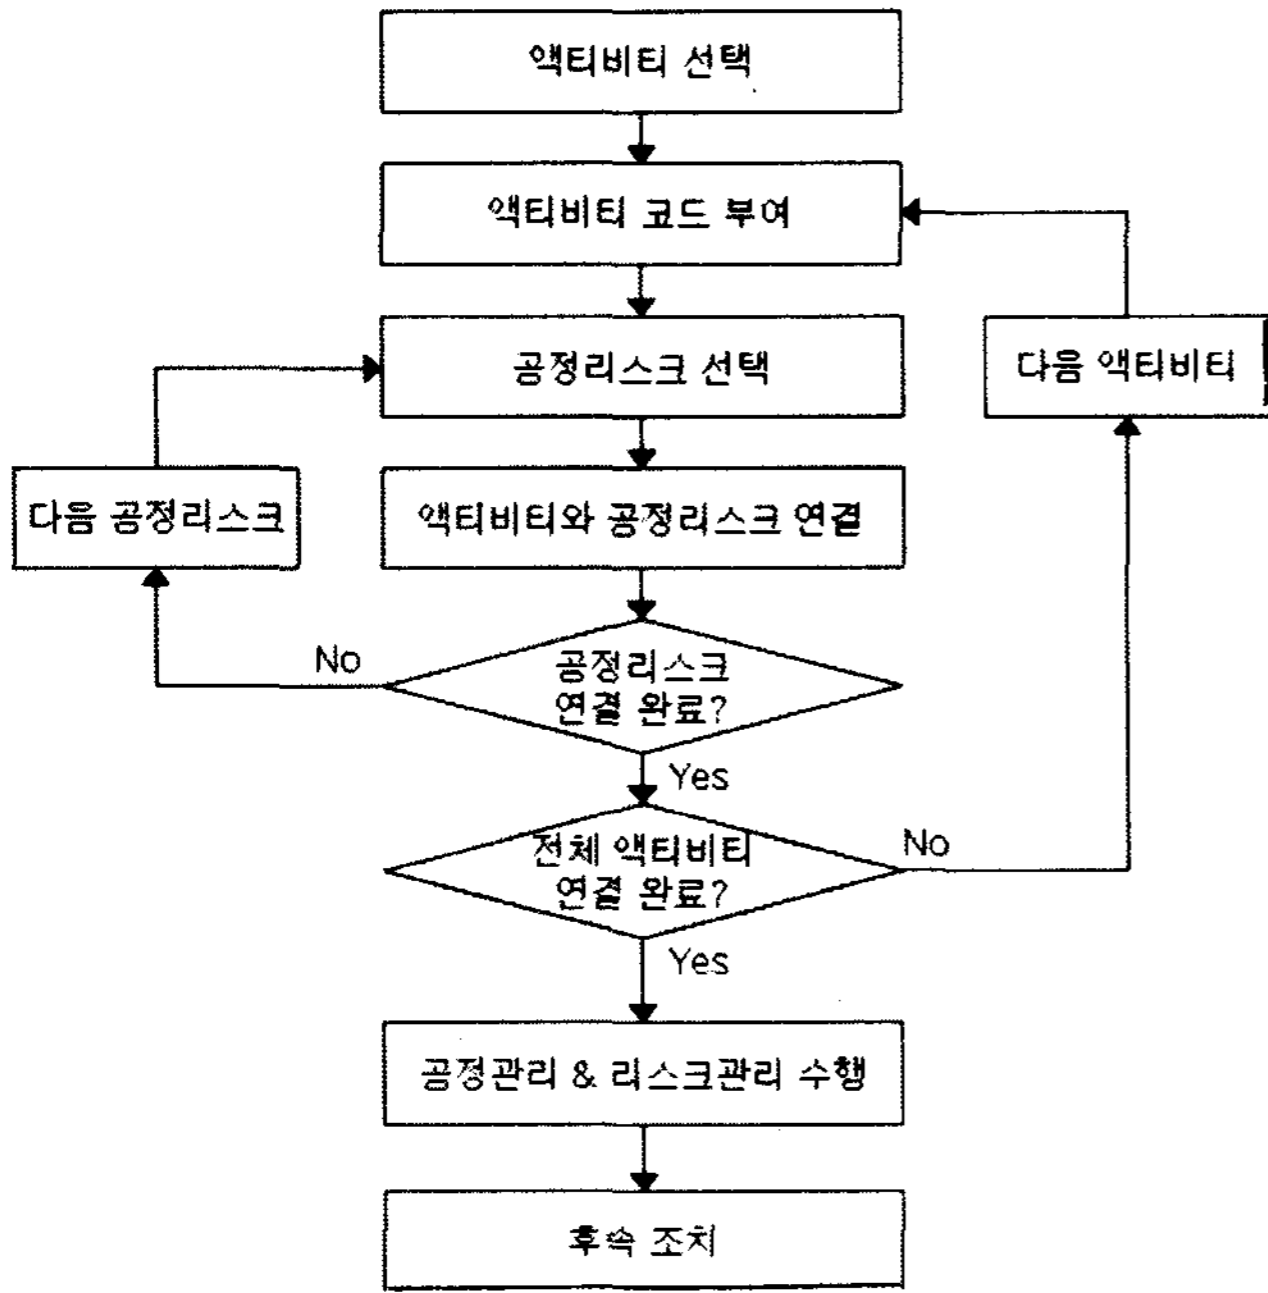 액티비티 선택
액티비티 코드 부여
공정리스크 선택
다음 액티비티
다음 공정리스크
액티비티와 공정리스크 연결
No
공정리스크
연결 완료?
Yes
전체 액티비티
연결 완료?
No
Yes
공정관리 & 리스크관리 수행
후속 조치